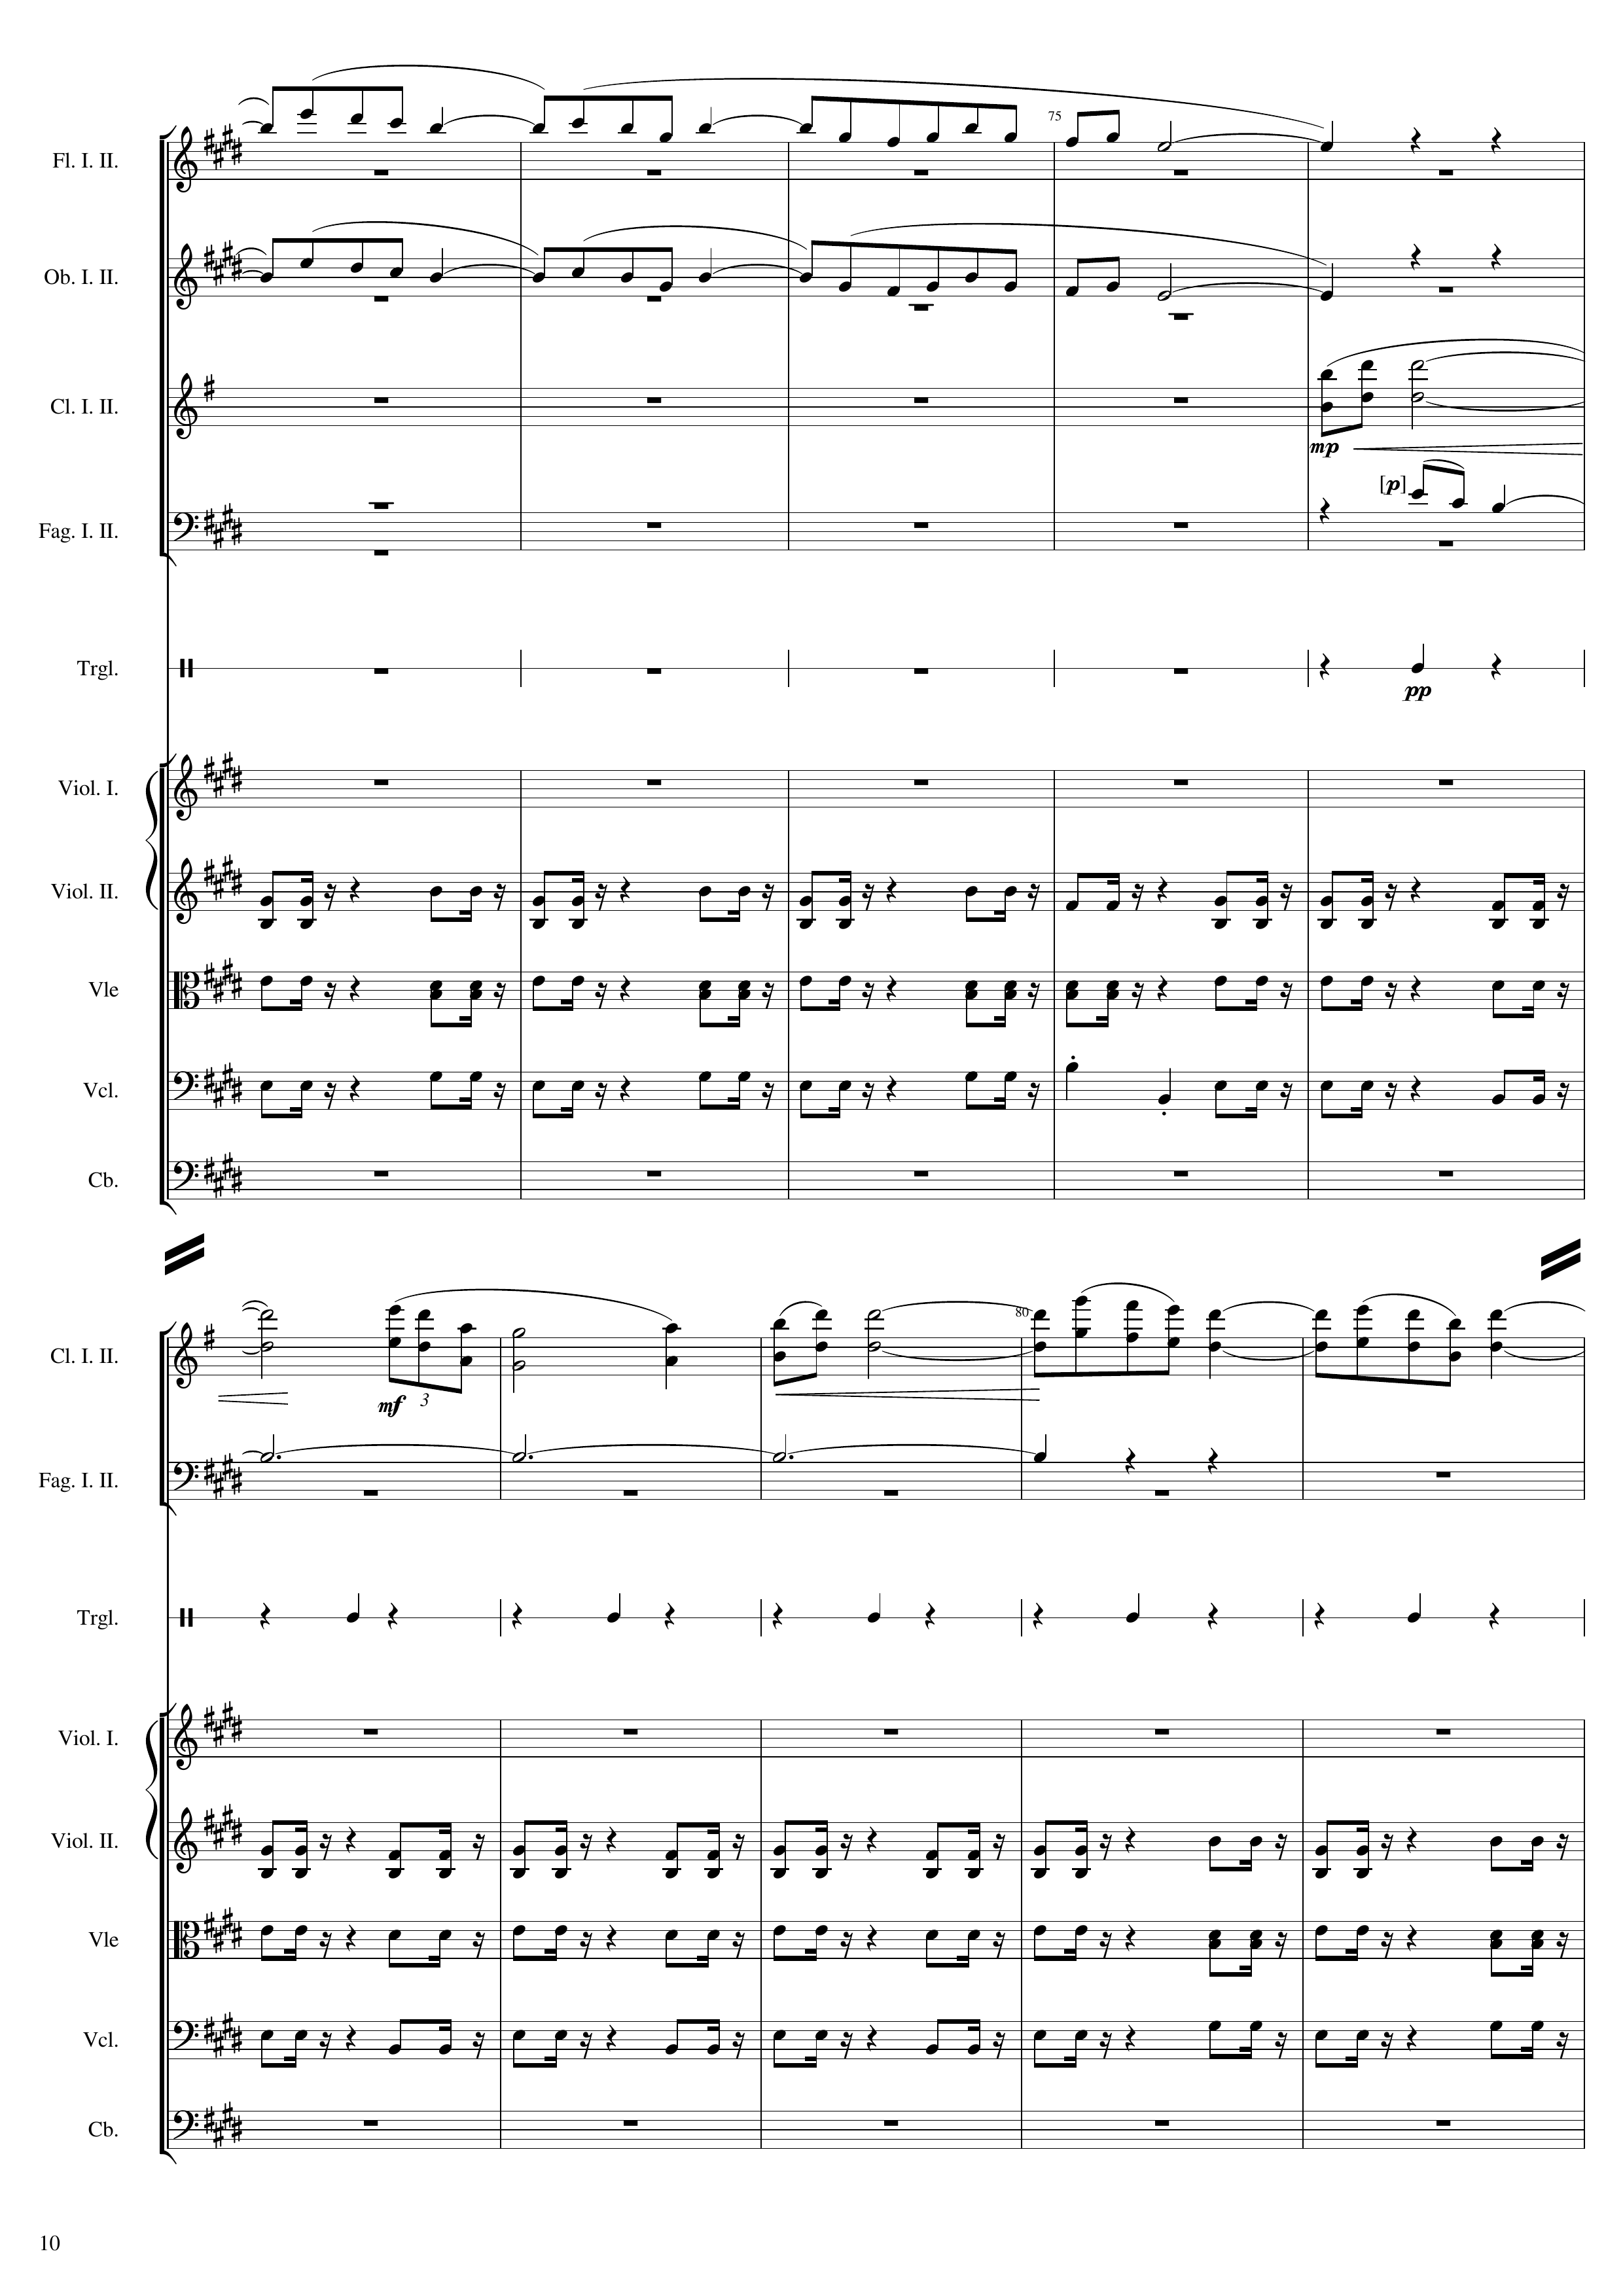 75
Fl. I. II.
Ob. I. II.
Cl. I. II.
mp
[p]
Fag. I. II.
Trgl.
pp
Viol. I.
Viol. II.
Vle
Vcl.
Cb.
80
Cl. I. II.
mf 3
Fag. I. II.
Trgl.
Viol. I.
Viol. II.
Vle
Vcl.
Cb.
10